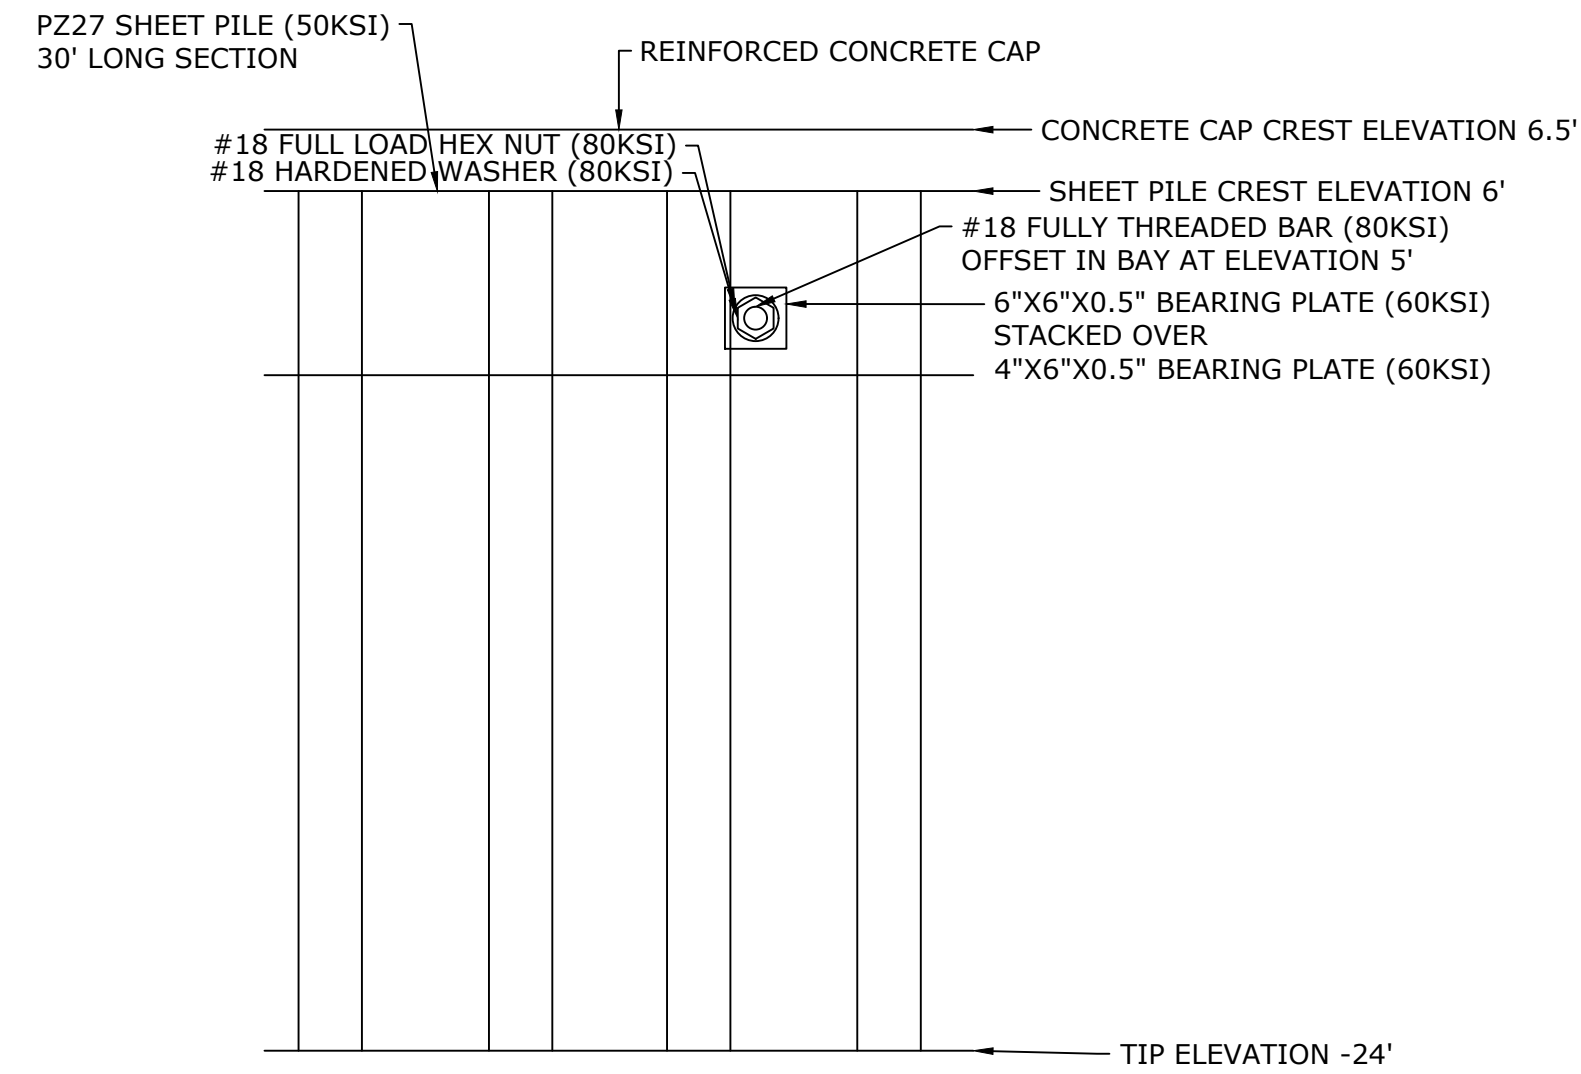 PZ27 SHEET PILE (50KSI)
30' LONG SECTION
REINFORCED CONCRETE CAP
CONCRETE CAP CREST ELEVATION 6.5'
#18 FULL LOAD HEX NUT (80KSI)
#18 HARDENED WASHER (80KSI)
SHEET PILE CREST ELEVATION 6'
#18 FULLY THREADED BAR (80KSI)
OFFSET IN BAY AT ELEVATION 5'
6"X6"X0.5" BEARING PLATE (60KSI)
STACKED OVER
4"X6"X0.5" BEARING PLATE (60KSI)
TIP ELEVATION -24'